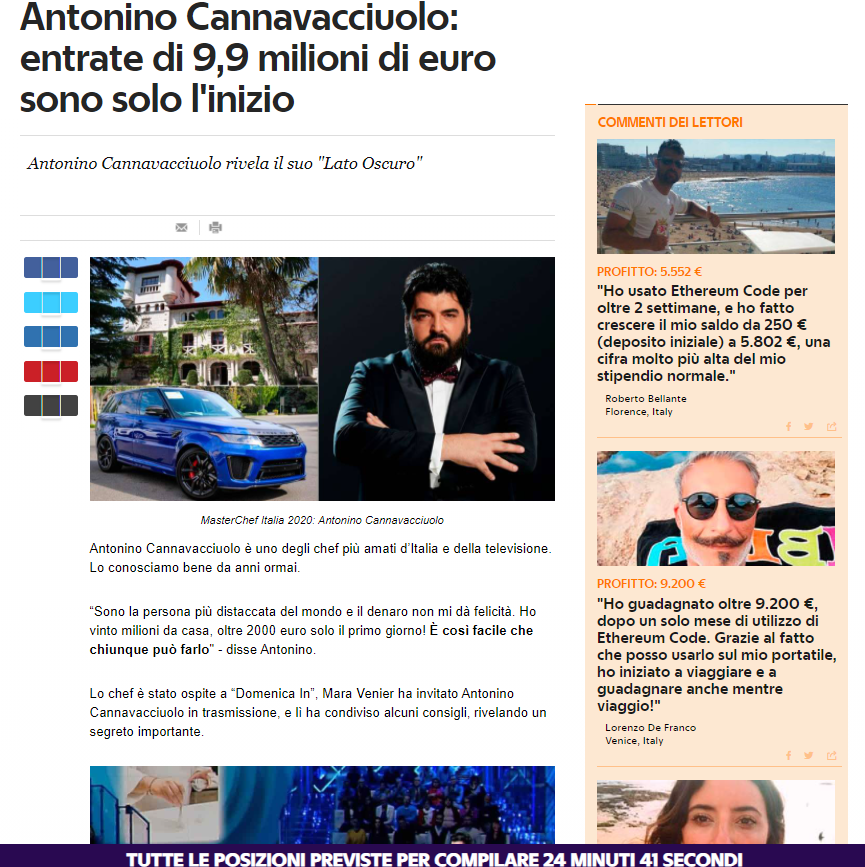 Antonino Cannavacciuolo:
entrate di 9,9 milioni di euro
sono solo l'inizio
Antonino Cannavacciuolo rivela il suo "Lato Oscuro"
MasterChef Italia 2020: Antonino Cannavacciuolo
Antonino Cannavacciuolo è uno degli chef più amati d'Italia e della televisione.
Lo conosciamo bene da anni ormai.
“Sono la persona più distaccata del mondo e il denaro non mi dà felicità. Ho
vinto milioni da casa, oltre 2000 euro solo il primo giorno! È così facile che
chiunque può farlo” - disse Antonino.
Lo chef è stato ospite a “Domenica In”, Mara Venier ha invitato Antonino
Cannavacciuolo in trasmissione, e lì ha condiviso alcuni consigli, rivelando un
segreto importante.
COMMENTI DEI LETTORI
PROFITTO: 5.552 €
"Ho usato Ethereum Code per
oltre 2 settimane, e ho fatto
crescere il mio saldo da 250 €
(deposito iniziale) a 5.802 €, una
cifra molto più alta del mio
stipendio normale."
Roberto Bellante
Florence, Italy
PROFITTO: 9.200 €
"Ho guadagnato oltre 9.200 €,
dopo un solo mese di utilizzo di
Ethereum Code. Grazie al fatto
che posso usarlo sul mio portatile,
ho iniziato a viaggiare e a
guadagnare anche mentre
viaggio!"
Lorenzo De Franco
Venice, Italy
TUTTE LE POSIZIONI PREVISTE PER COMPILARE 24 MINUTI 41 SECONDI